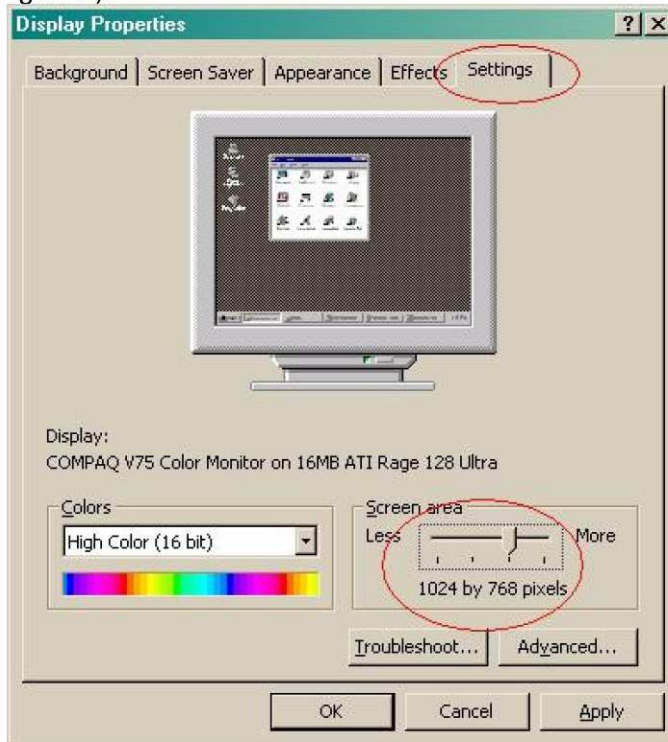 Display Properties
Background Screen Saver Appearance Effects Settings
Display:
COMPAQ V75 Color Monitor on 16MB ATI Rage 128 Ultra
Colors
High Color (16 bit)
Screen area
Less More
1024 by 768 pixels
Troubleshoot... Advanced...
OK Cancel Apply